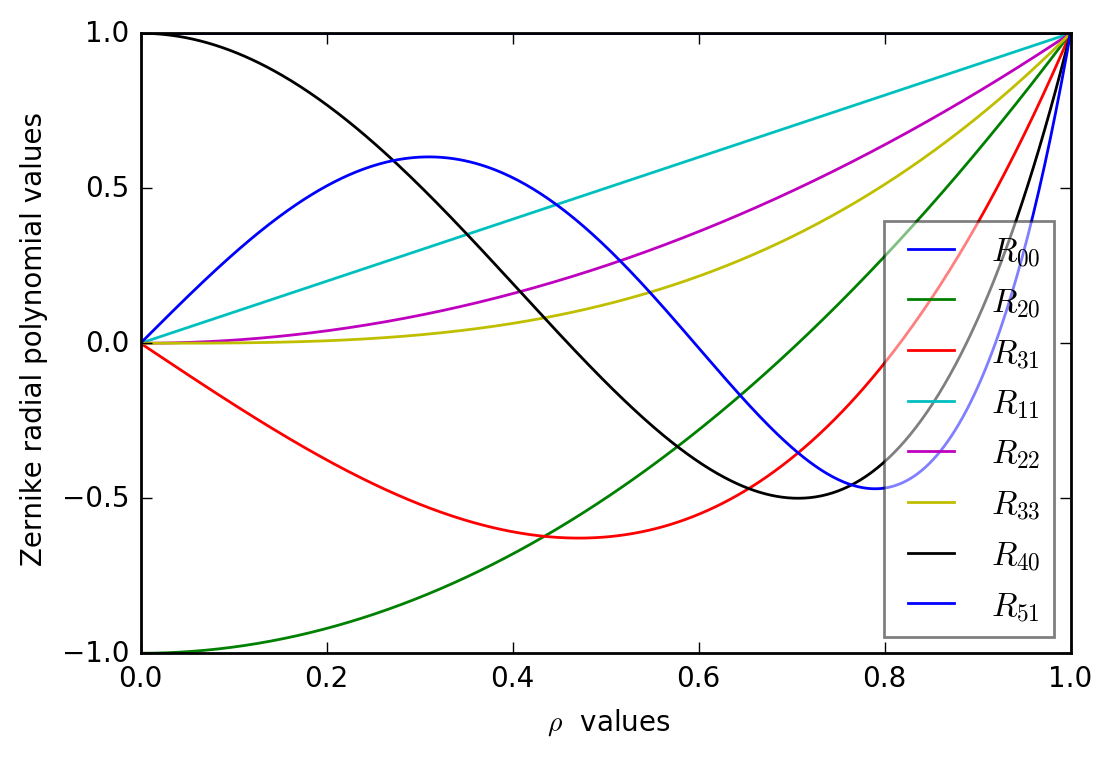 Zernike radial polynomial values
1.0
0.5
0.0
−0.5
−1.0
R00
R20
R31
R11
R22
R33
R40
R51
0.0 0.2 0.4 0.6 0.8 1.0
ρ values